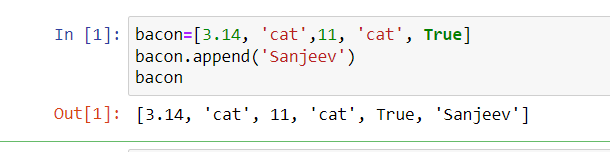 In [1]: bacon=[3.14, 'cat',11, 'cat', True]
bacon.append('Sanjeev')
bacon
Out[1]: [3.14, 'cat', 11, 'cat', True, 'Sanjeev']